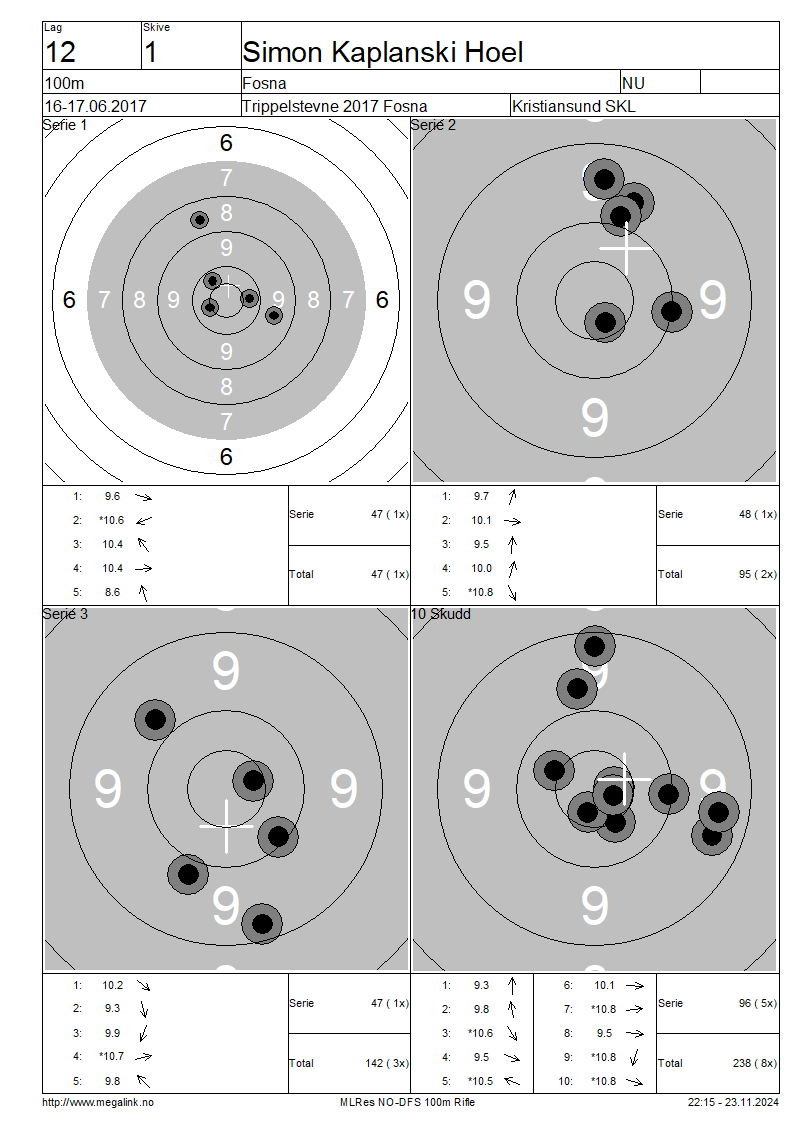 Lag
Skive
12
1
Simon Kaplanski Hoel
100m
Fosna
NU
16-17.06.2017
Trippelstevne 2017 Fosna
Kristiansund SKL
Serie 1
6
7
8
9
6 7 8 9 9 8 7 6
9
8
7
6
1: 9.6
2: *10.6
3: 10.4
4: 10.4
5: 8.6
Serie 47 ( 1x)
Total 47 ( 1x)
Serie 2
9 9
9
1: 9.7
2: 10.1
3: 9.5
4: 10.0
5: *10.8
Serie 48 ( 1x)
Total 95 ( 2x)
Serie 3
9
9 9
9
1: 10.2
2: 9.3
3: 9.9
4: *10.7
5: 9.8
Serie 47 ( 1x)
Total 142 ( 3x)
10 Skudd
9
9 9
9
1: 9.3
2: 9.8
3: *10.6
4: 9.5
5: *10.5
6: 10.1
7: *10.8
8: 9.5
9: *10.8
10: *10.8
Serie 96 ( 5x)
Total 238 ( 8x)
http://www.megalink.no
MLRes NO-DFS 100m Rifle
22:15 - 23.11.2024